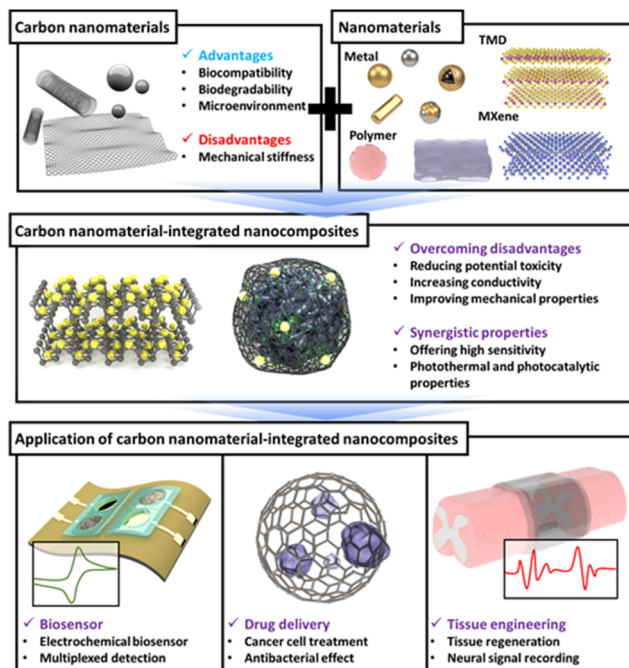 Carbon nanomaterials
✓ Advantages
• Biocompatibility
• Biodegradability
• Microenvironment
✓ Disadvantages
• Mechanical stiffness
Nanomaterials
Metal
TMD
Polymer
MXene
Carbon nanomaterial-integrated nanocomposites
✓ Overcoming disadvantages
• Reducing potential toxicity
• Increasing conductivity
• Improving mechanical properties
✓ Synergistic properties
• Offering high sensitivity
• Photothermal and photocatalytic
properties
Application of carbon nanomaterial-integrated nanocomposites
✓ Biosensor
• Electrochemical biosensor
• Multiplexed detection
✓ Drug delivery
• Cancer cell treatment
• Antibacterial effect
✓ Tissue engineering
• Tissue regeneration
• Neural signal recording